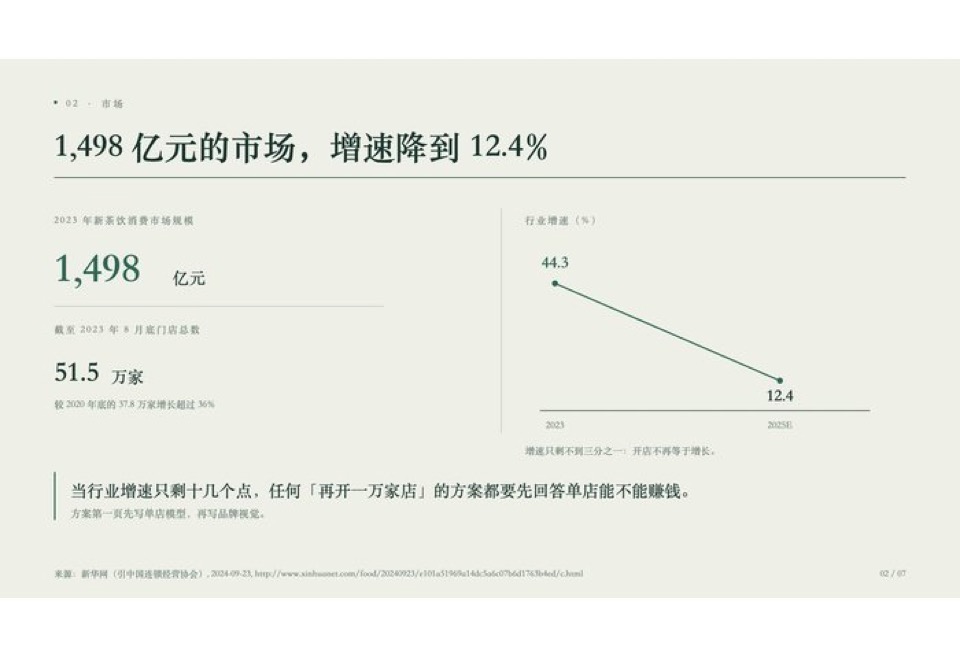 02 · 市场
1,498 亿元的市场，增速降到 12.4%
2023 年新茶饮消费市场规模
1,498 亿元
截至 2023 年 8 月底门店总数
51.5 万家
较 2020 年底的 37.8 万家增长超过 36%
行业增速（%）
44.3
12.4
2023
2025E
增速只剩不到三分之一：开店不再等于增长。
当行业增速只剩十几个点，任何「再开一万家店」的方案都要先回答单店能不能赚钱。
方案第一页先写单店模型，再写品牌视觉。
来源：新华网（引中国连锁经营协会）, 2024-09-23,
02 / 07